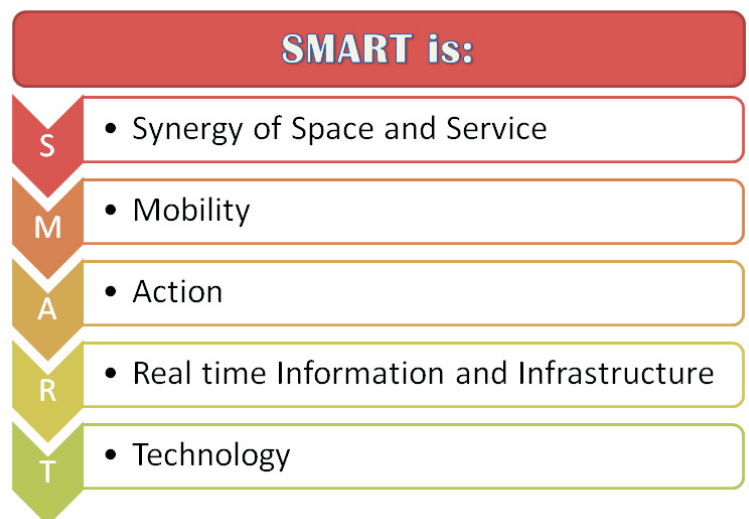 SMART is:
S
• Synergy of Space and Service
M
• Mobility
A
• Action
R
• Real time Information and Infrastructure
T
• Technology